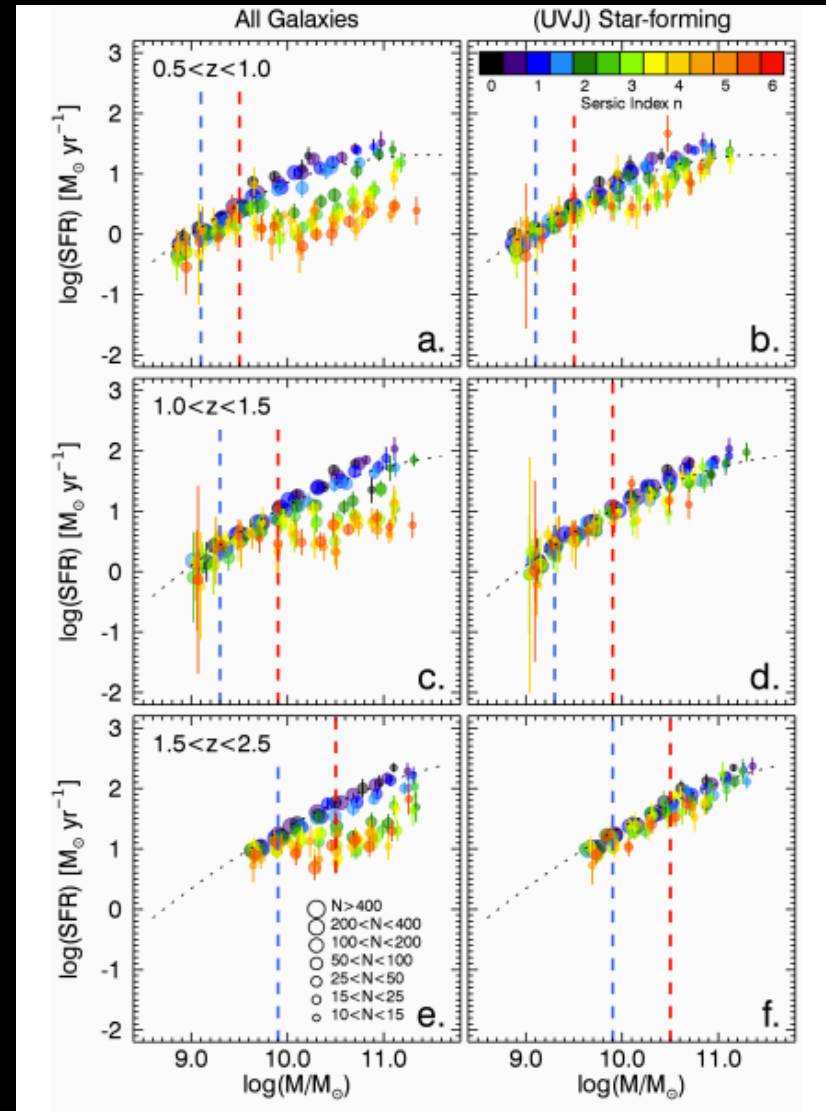 All Galaxies
(UVJ) Star-forming
3
2
1
0
-1
-2
log(SFR) [M⊙ yr⁻¹]
0.5<z<1.0
a.
0 1 2 3 4 5 6
Sersic Index n
b.
3
2
1
0
-1
-2
log(SFR) [M⊙ yr⁻¹]
1.0<z<1.5
c.
d.
3
2
1
0
-1
-2
log(SFR) [M⊙ yr⁻¹]
1.5<z<2.5
N>400
200<N<400
100<N<200
50<N<100
25<N<50
15<N<25
10<N<15
e.
f.
9.0 10.0 11.0
log(M/M⊙)
9.0 10.0 11.0
log(M/M⊙)